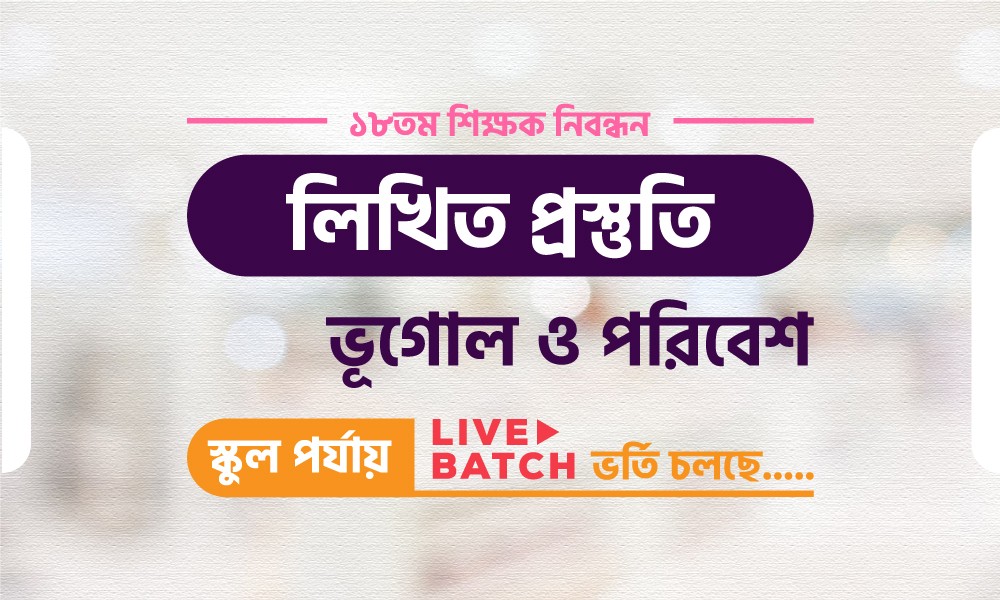 ১৮তম শিক্ষক নিবন্ধন
লিখিত প্রস্তুতি
ভূগোল ও পরিবেশ
স্কুল পর্যায়
LIVE
BATCH ভর্তি চলছে.....